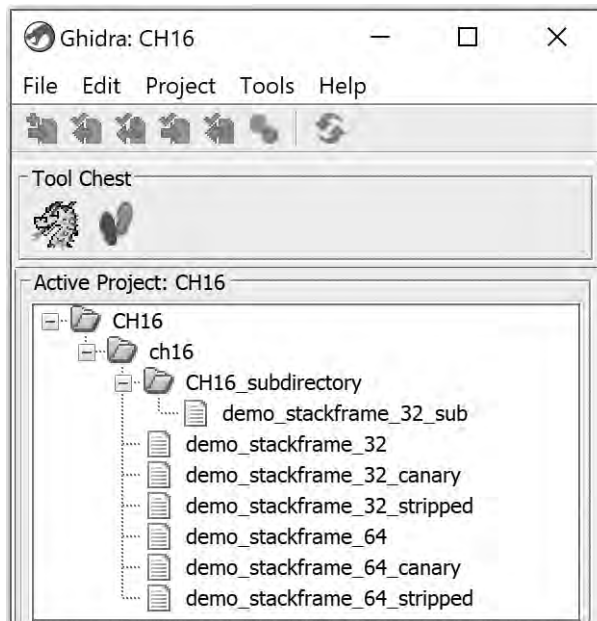 Ghidra: CH16
File Edit Project Tools Help
Tool Chest
Active Project: CH16
CH16
ch16
CH16_subdirectory
demo_stackframe_32_sub
demo_stackframe_32
demo_stackframe_32_canary
demo_stackframe_32_stripped
demo_stackframe_64
demo_stackframe_64_canary
demo_stackframe_64_stripped